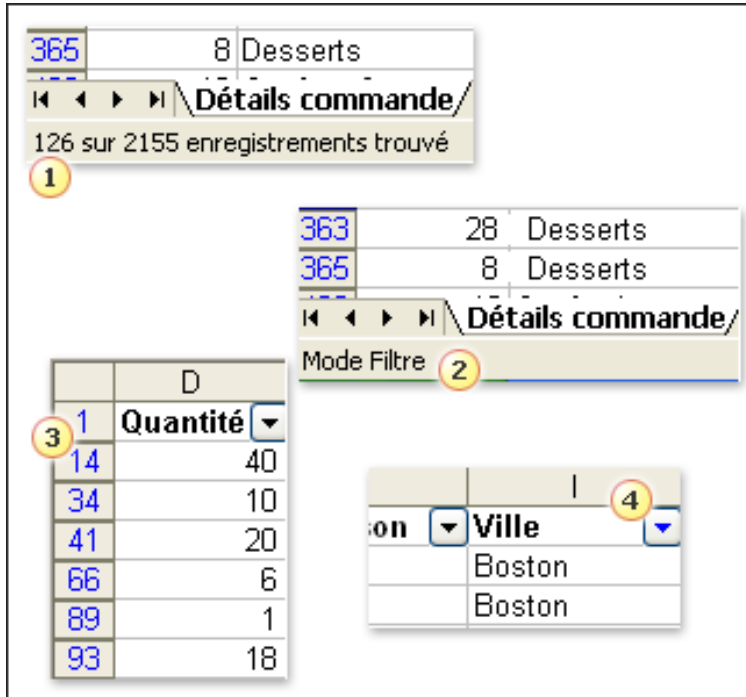 365 8 Desserts
Détails commande
126 sur 2155 enregistrements trouvé
1
363 28 Desserts
365 8 Desserts
Détails commande
Mode Filtre
2
D
3
1 Quantité
14 40
34 10
41 20
66 6
89 1
93 18
I
4
son Ville
Boston
Boston